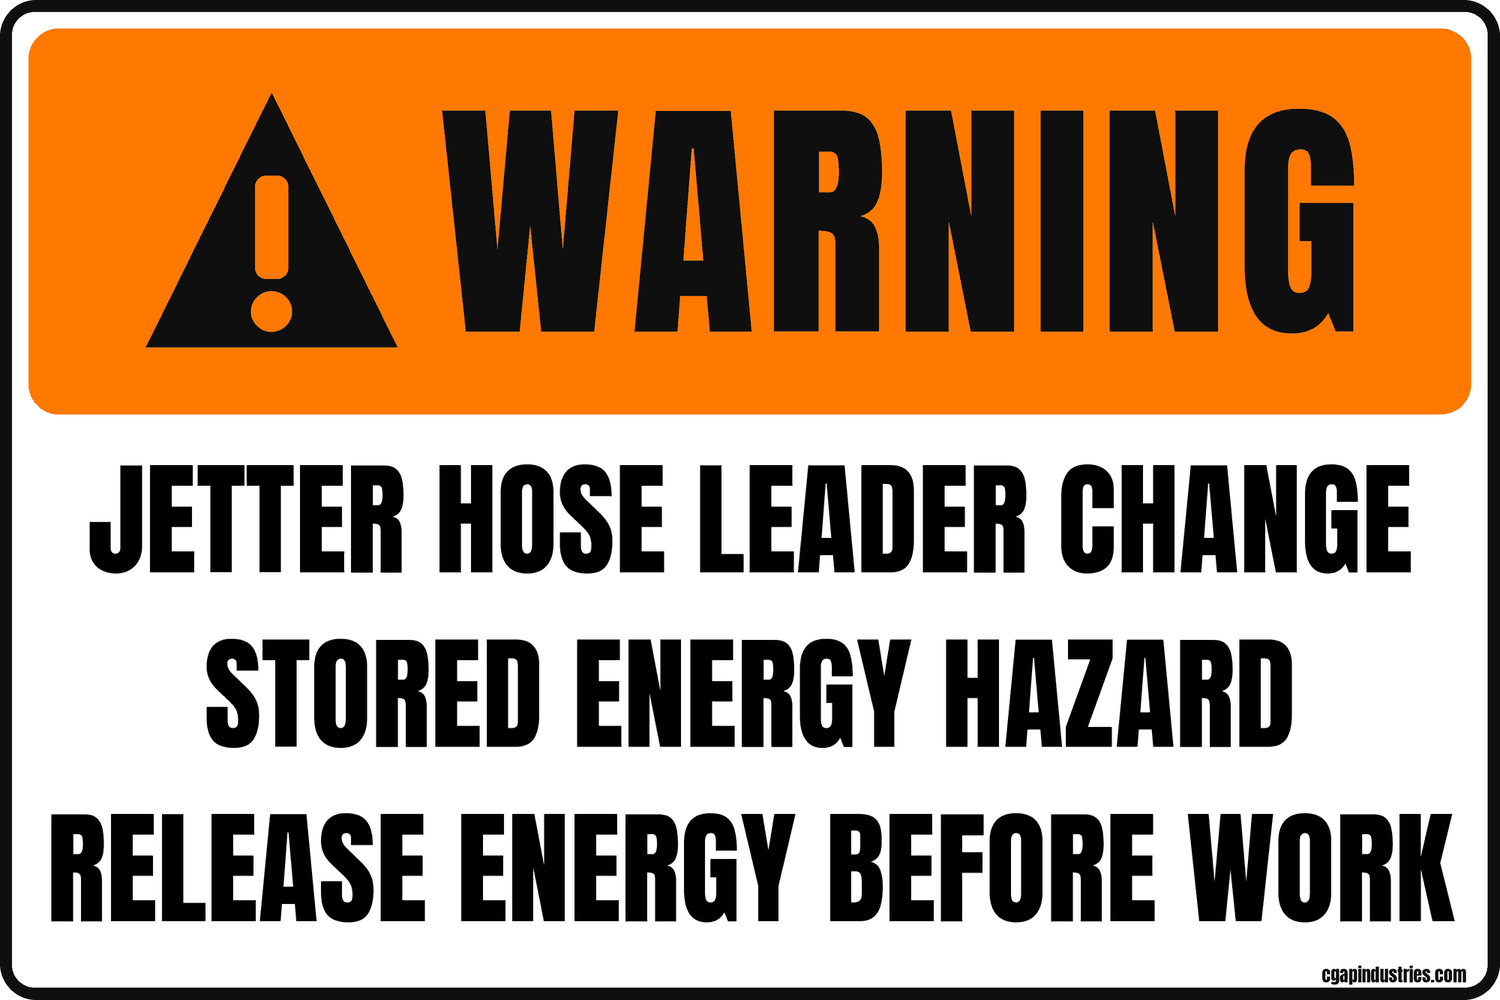 WARNING
JETTER HOSE LEADER CHANGE
STORED ENERGY HAZARD
RELEASE ENERGY BEFORE WORK
cgapindustries.com